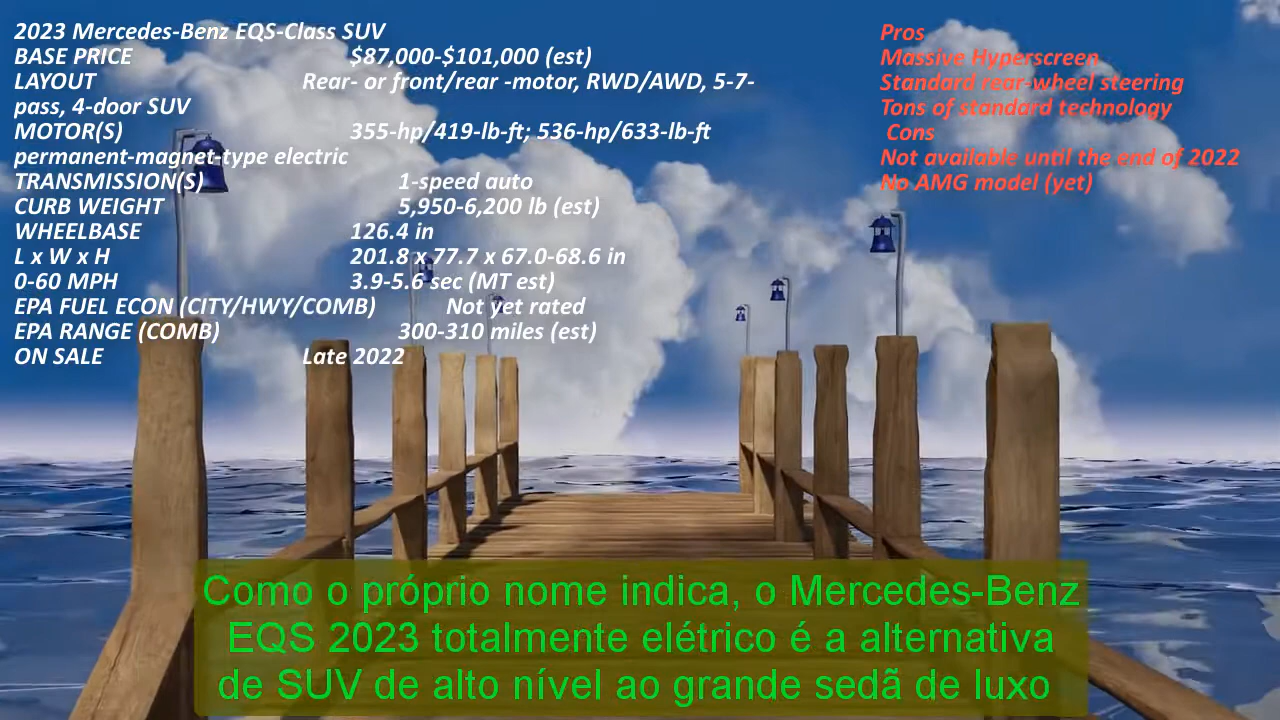 2023 Mercedes-Benz EQS-Class SUV
BASE PRICE $87,000-$101,000 (est)
LAYOUT Rear- or front/rear -motor, RWD/AWD, 5-7-
pass, 4-door SUV
MOTOR(S) 355-hp/419-lb-ft; 536-hp/633-lb-ft
permanent-magnet-type electric
TRANSMISSION(S) 1-speed auto
CURB WEIGHT 5,950-6,200 lb (est)
WHEELBASE 126.4 in
L x W x H 201.8 x 77.7 x 67.0-68.6 in
0-60 MPH 3.9-5.6 sec (MT est)
EPA FUEL ECON (CITY/HWY/COMB) Not yet rated
EPA RANGE (COMB) 300-310 miles (est)
ON SALE Late 2022
Pros
Massive Hyperscreen
Standard rear-wheel steering
Tons of standard technology
Cons
Not available until the end of 2022
No AMG model (yet)
Como o próprio nome indica, o Mercedes-Benz
EQS 2023 totalmente elétrico é a alternativa
de SUV de alto nível ao grande sedã de luxo